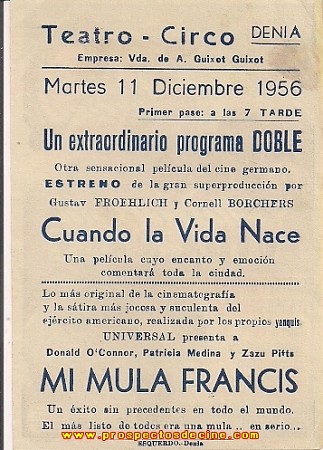 Teatro - Circo DENIA
Empresa: Vda. de A. Guixot Guixot
Martes 11 Diciembre 1956
Primer pase: a las 7 TARDE
Un extraordinario programa DOBLE
Otra sensacional película del cine germano.
ESTRENO de la gran superproducción por
Gustav FROEHLICH y Cornell BORCHERS
Cuando la Vida Nace
Una película cuyo encanto y emoción
comentará toda la ciudad.
Lo más original de la cinematografía
y la sátira más jocosa y suculenta del
ejército americano, realizada por los propios yanquis.
UNIVERSAL presenta a
Donald O'Connor, Patricia Medina y Zazu Pitts
MI MULA FRANCIS
Un éxito sin precedentes en todo el mundo.
El más listo de todos era una mula .. en serio...
www.prospectosdecine.com
REQUERDO.-Denia